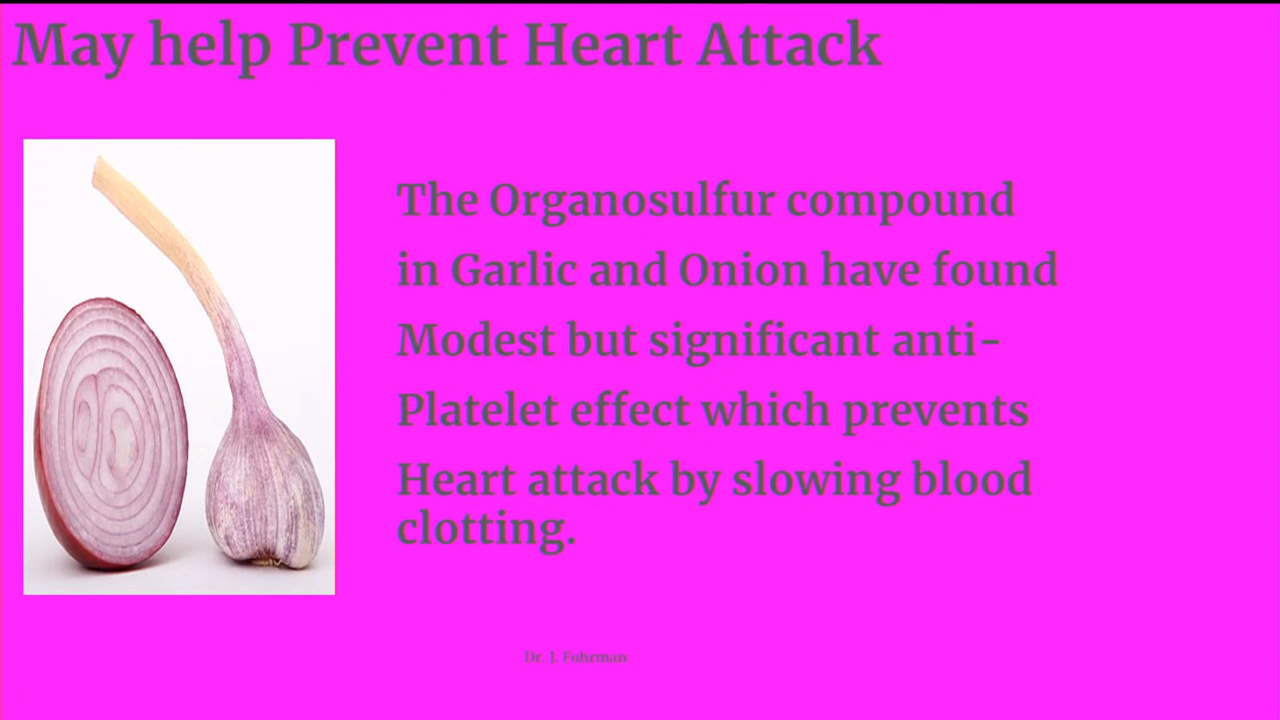 May help Prevent Heart Attack
The Organosulfur compound
in Garlic and Onion have found
Modest but significant anti-
Platelet effect which prevents
Heart attack by slowing blood
clotting.
Dr. J. Fuhrman